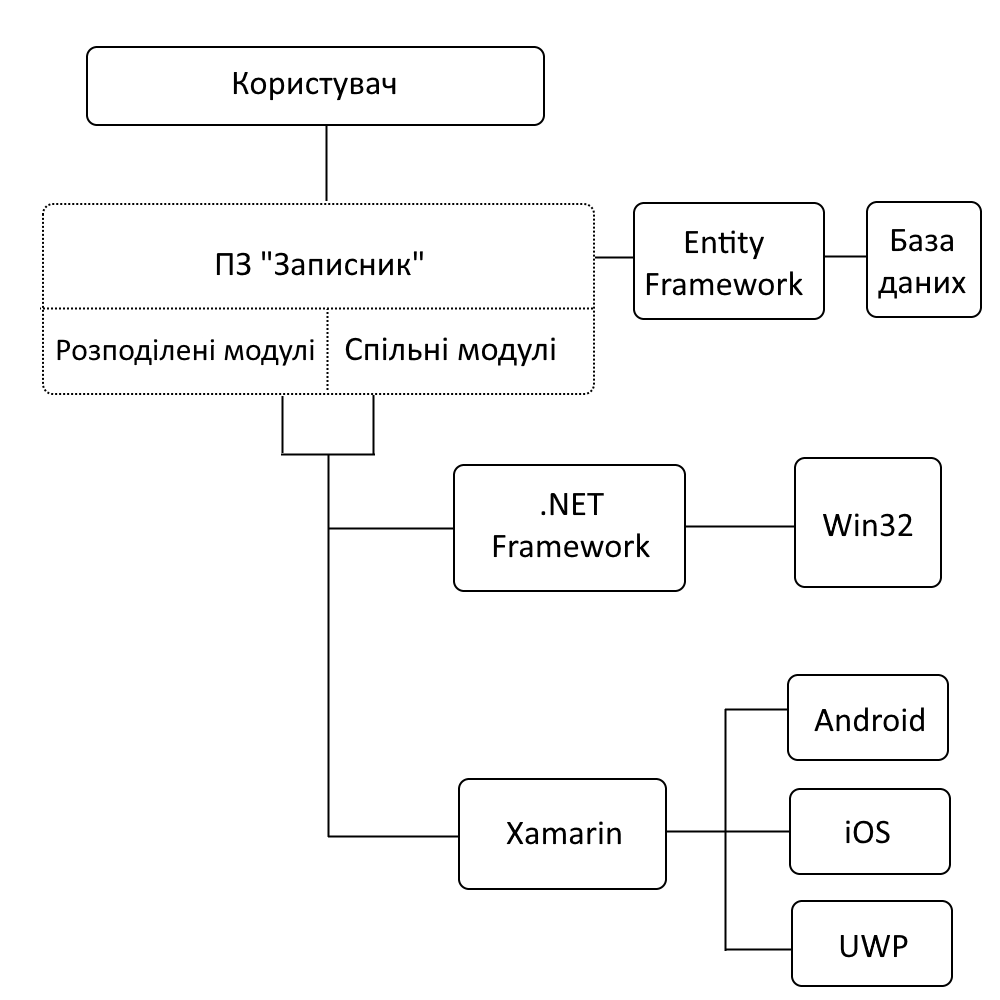 Користувач
ПЗ "Записник"
Entity
Framework
База
даних
Розподілені модулі
Спільні модулі
.NET
Framework
Win32
Android
Xamarin
iOS
UWP